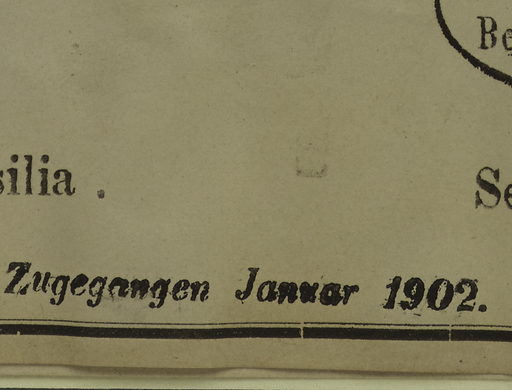 Be
silia .
Se
Zugegangen Januar 1902.